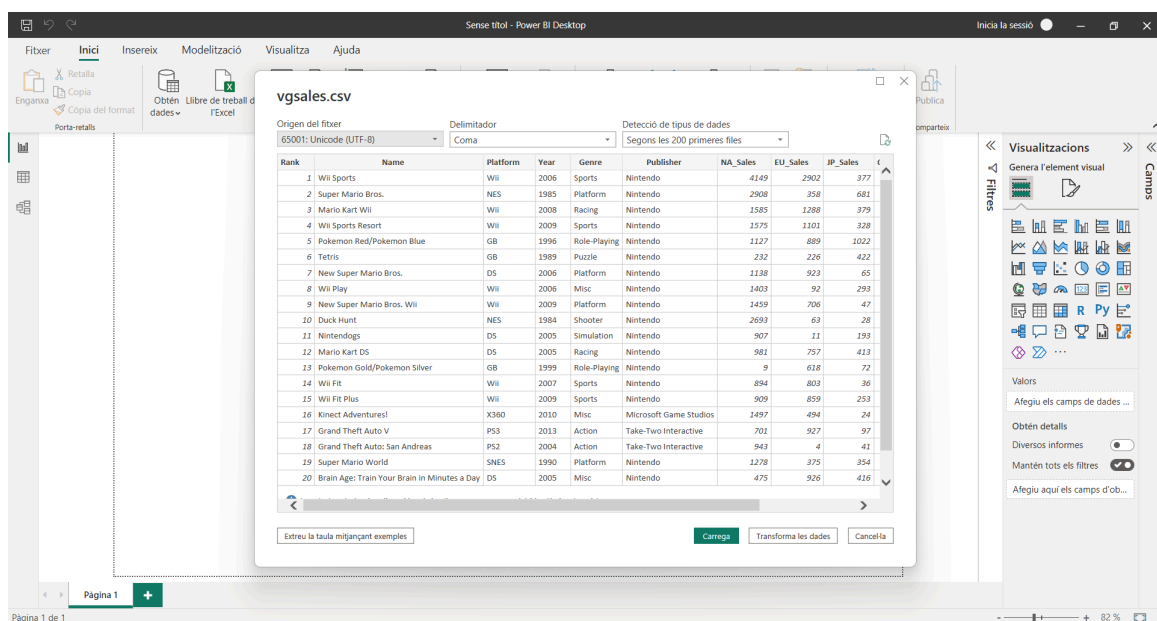 Sense títol - Power BI Desktop
Inicia la sessió
Fitxer Inici Insereix Modelització Visualitza Ajuda
Enganxa
Retalla
Copia
Còpia del format
Porta-retalls
Obtén dades
Llibre de treball d
l'Excel
Publica
omparteix
vgsales.csv
Origen del fitxer Delimitador Detecció de tipus de dades
65001: Unicode (UTF-8) Coma Segons les 200 primeres files
Rank Name Platform Year Genre Publisher NA_Sales EU_Sales JP_Sales
1 Wii Sports Wii 2006 Sports Nintendo 4149 2902 377
2 Super Mario Bros. NES 1985 Platform Nintendo 2908 358 681
3 Mario Kart Wii Wii 2008 Racing Nintendo 1585 1288 379
4 Wii Sports Resort Wii 2009 Sports Nintendo 1575 1101 328
5 Pokemon Red/Pokemon Blue GB 1996 Role-Playing Nintendo 1127 889 1022
6 Tetris GB 1989 Puzzle Nintendo 232 226 422
7 New Super Mario Bros. DS 2006 Platform Nintendo 1138 923 65
8 Wii Play Wii 2006 Misc Nintendo 1403 92 293
9 New Super Mario Bros. Wii Wii 2009 Platform Nintendo 1459 706 47
10 Duck Hunt NES 1984 Shooter Nintendo 2693 63 28
11 Nintendogs DS 2005 Simulation Nintendo 907 11 193
12 Mario Kart DS DS 2005 Racing Nintendo 981 757 413
13 Pokemon Gold/Pokemon Silver GB 1999 Role-Playing Nintendo 9 618 72
14 Wii Fit Wii 2007 Sports Nintendo 894 803 36
15 Wii Fit Plus Wii 2009 Sports Nintendo 909 859 253
16 Kinect Adventures! X360 2010 Misc Microsoft Game Studios 1497 494 24
17 Grand Theft Auto V PS3 2013 Action Take-Two Interactive 701 927 97
18 Grand Theft Auto: San Andreas PS2 2004 Action Take-Two Interactive 943 4 41
19 Super Mario World SNES 1990 Platform Nintendo 1278 375 354
20 Brain Age: Train Your Brain in Minutes a Day DS 2005 Misc Nintendo 475 926 416
Extreu la taula mitjançant exemples Carrega Transforma les dades Cancel·la
Filtres
Visualitzacions
Genera l'element visual
123
R Py
Valors
Afegiu els camps de dades ...
Obtén detalls
Diversos informes
Mantén tots els filtres
Afegiu aquí els camps d'ob...
Camps
Pàgina 1
Pàgina 1 de 1
82 %